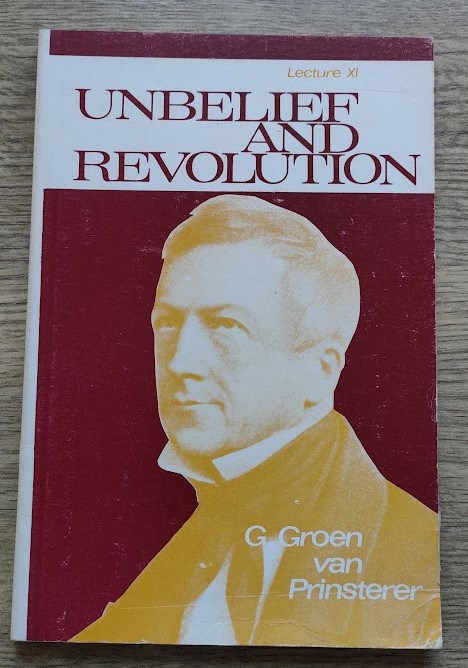 Lecture XI
UNBELIEF
AND
REVOLUTION
G Groen
van
Prinsterer